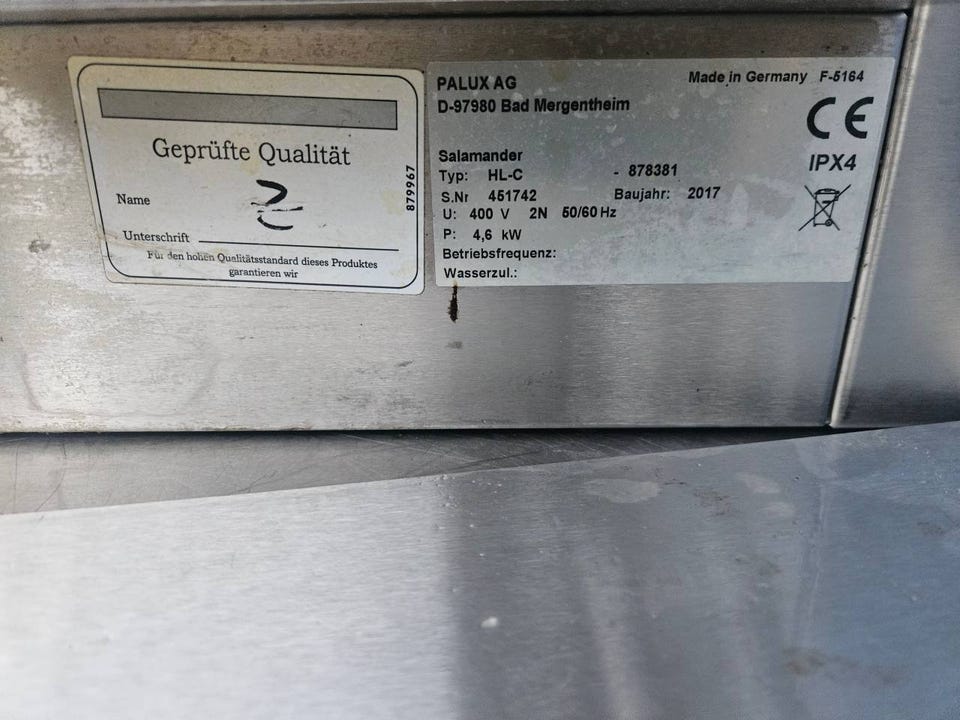 Geprüfte Qualität
Name
Unterschrift
Für den hohen Qualitätsstandard dieses Produktes
garantieren wir
879967
PALUX AG
Made in Germany F-5164
D-97980 Bad Mergentheim
CE
IPX4
Salamander
Typ: HL-C - 878381
S.Nr 451742 Baujahr: 2017
U: 400 V 2N 50/60 Hz
P: 4,6 kW
Betriebsfrequenz:
Wasserzul.: